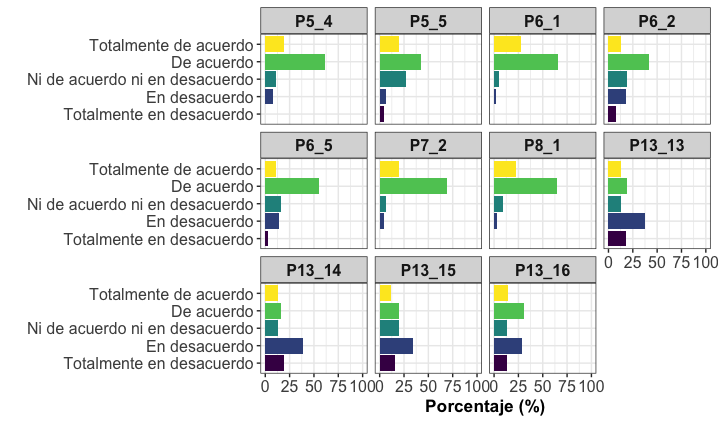 P5_4 P5_5 P6_1 P6_2
Totalmente de acuerdo
De acuerdo
Ni de acuerdo ni en desacuerdo
En desacuerdo
Totalmente en desacuerdo
P6_5 P7_2 P8_1 P13_13
Totalmente de acuerdo
De acuerdo
Ni de acuerdo ni en desacuerdo
En desacuerdo
Totalmente en desacuerdo
0 25 50 75 100
P13_14 P13_15 P13_16
Totalmente de acuerdo
De acuerdo
Ni de acuerdo ni en desacuerdo
En desacuerdo
Totalmente en desacuerdo
0 25 50 75 100 0 25 50 75 100 0 25 50 75 100
Porcentaje (%)